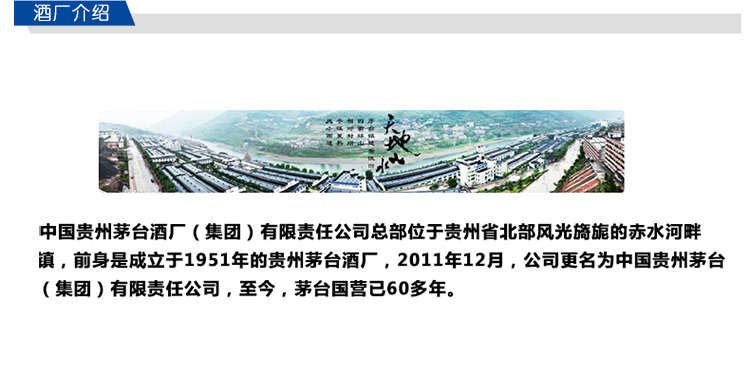 酒厂介绍
天地山水
中国贵州茅台酒厂（集团）有限责任公司总部位于贵州省北部风光旖旎的赤水河畔
镇，前身是成立于1951年的贵州茅台酒厂，2011年12月，公司更名为中国贵州茅台
（集团）有限责任公司，至今，茅台国营已60多年。